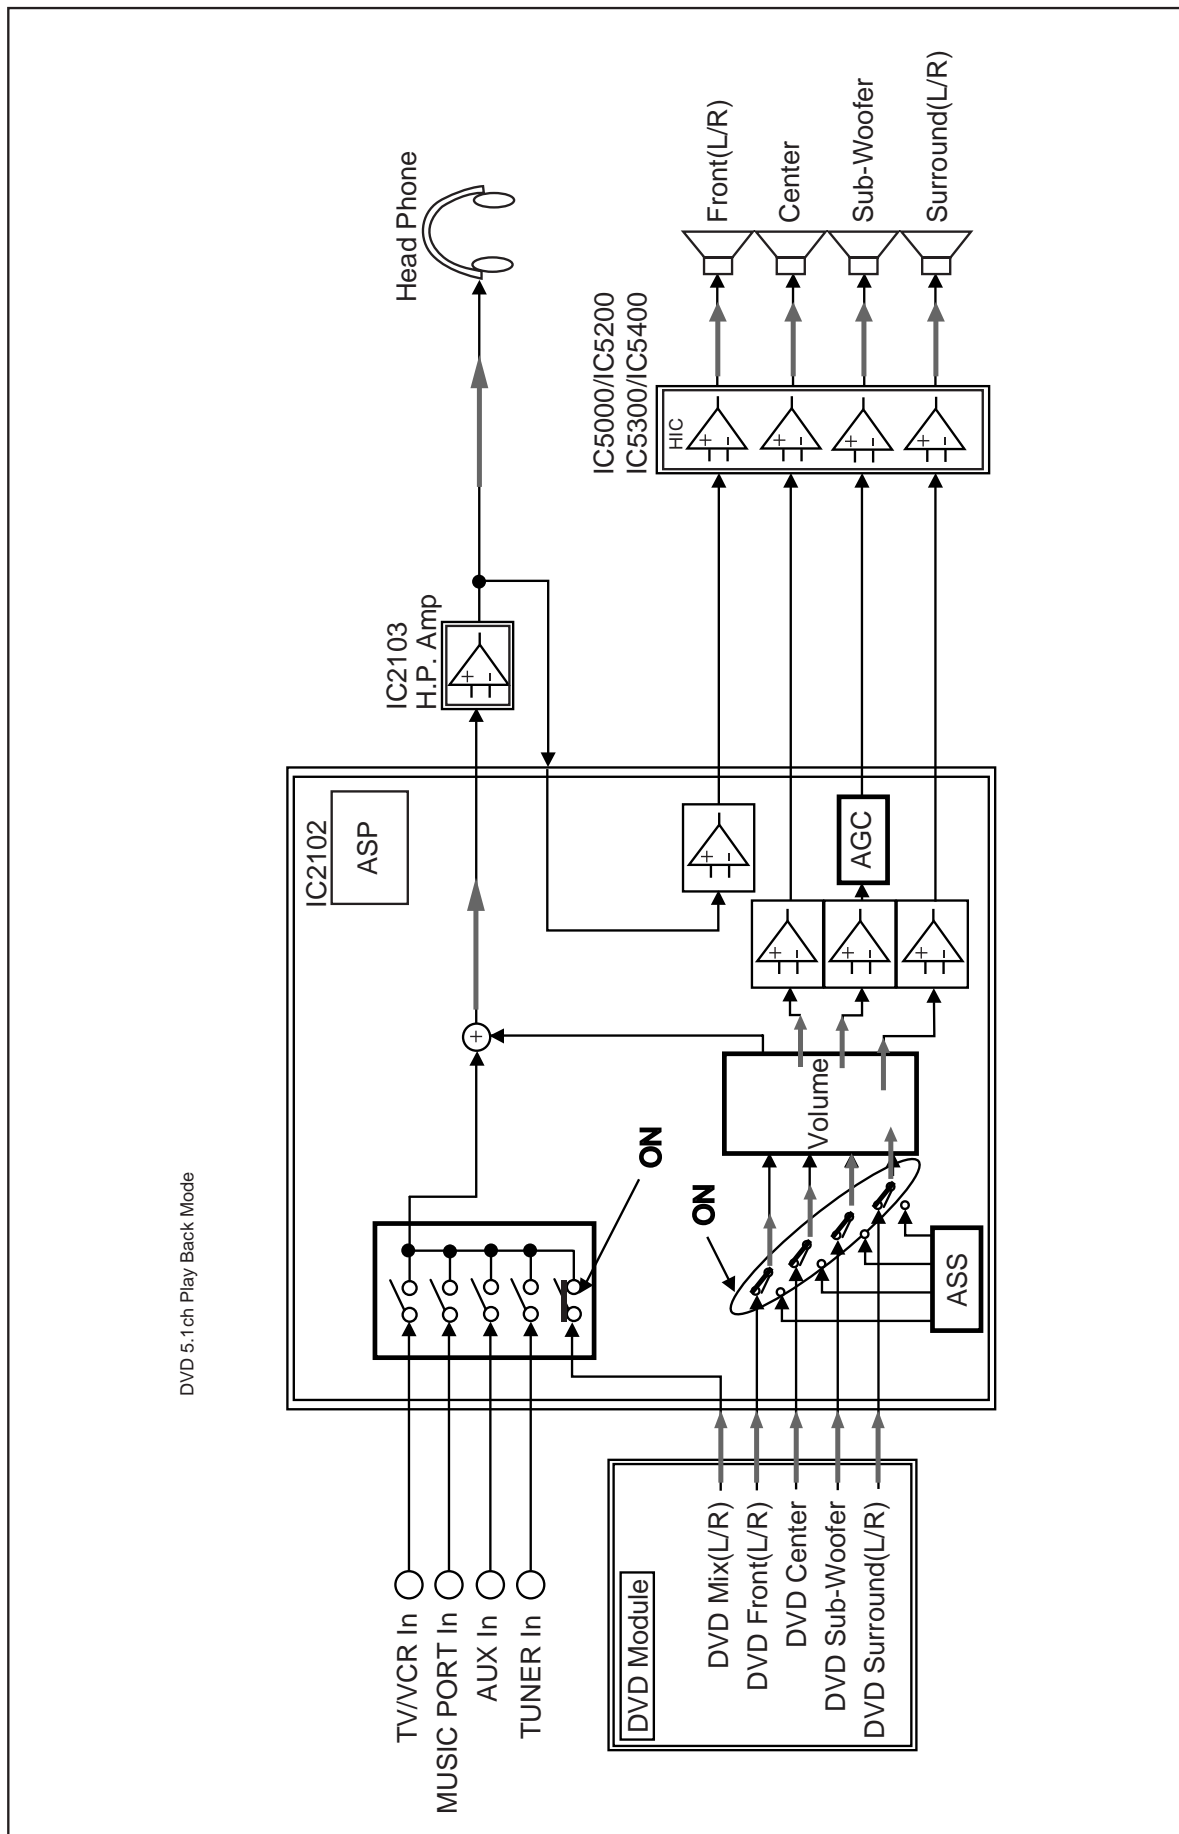 DVD 5.1ch Play Back Mode
TV/VCR In
MUSIC PORT In
AUX In
TUNER In
DVD Module
DVD Mix(L/R)
DVD Front(L/R)
DVD Center
DVD Sub-Woofer
DVD Surround(L/R)
ON
ON
ASS
Volume
+
IC2102
ASP
+ −
+ −
+ −
+ −
AGC
IC2103
H.P. Amp
+ −
Head Phone
IC5000/IC5200
IC5300/IC5400
HIC
+ −
+ −
+ −
+ −
Front(L/R)
Center
Sub-Woofer
Surround(L/R)